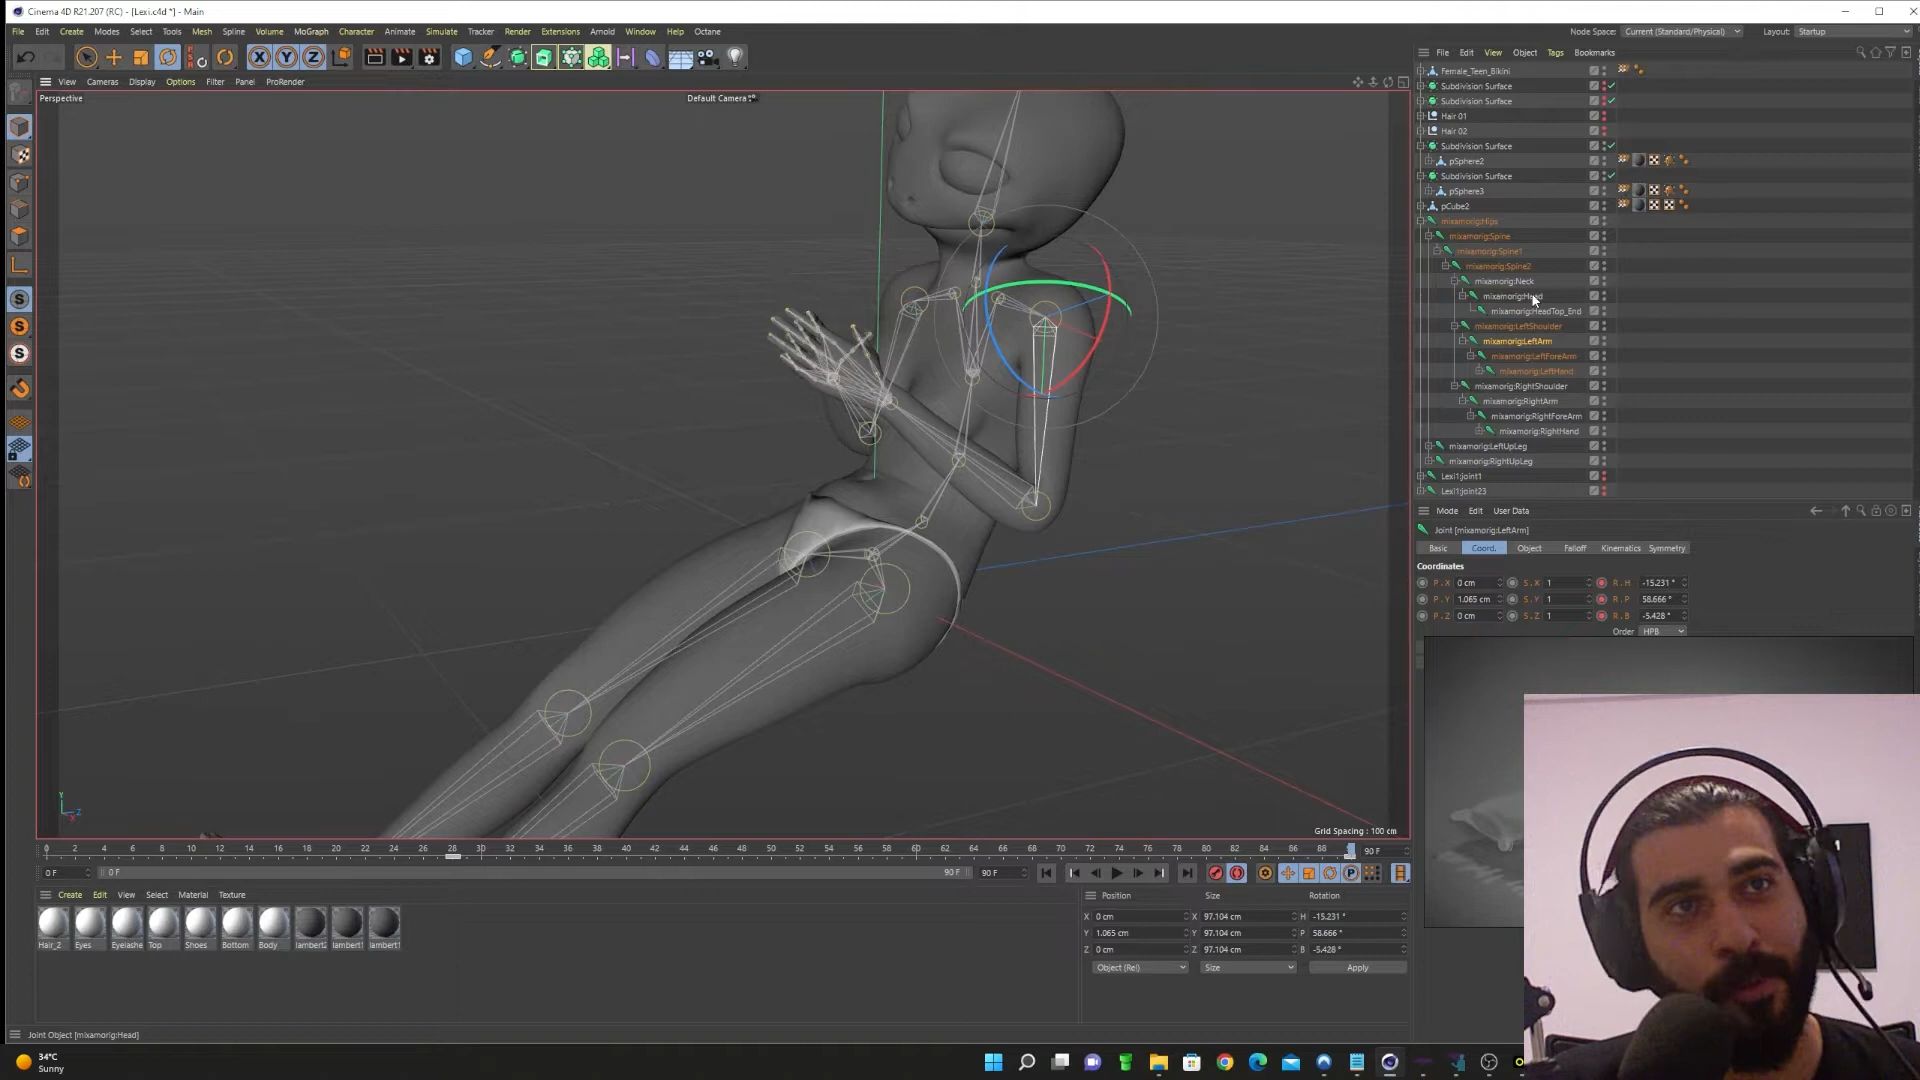 Cinema 4D R21.207 (RC) - [Lexi.c4d *] - Main
File Edit Create Modes Select Tools Mesh Spline Volume MoGraph Character Animate Simulate Tracker Render Extensions Arnold Window Help Octane
Node Space: Current (Standard/Physical) Layout: Startup
View Cameras Display Options Filter Panel ProRender
File Edit View Object Tags Bookmarks
Perspective
Default Camera
Female_Teen_Bikini
Subdivision Surface
Subdivision Surface
Hair 01
Hair 02
Subdivision Surface
pSphere2
Subdivision Surface
pSphere3
pCube2
mixamorig:Hips
mixamorig:Spine
mixamorig:Spine1
mixamorig:Spine2
mixamorig:Neck
mixamorig:Head
mixamorig:HeadTop_End
mixamorig:LeftShoulder
mixamorig:LeftArm
mixamorig:LeftForeArm
mixamorig:LeftHand
mixamorig:RightShoulder
mixamorig:RightArm
mixamorig:RightForeArm
mixamorig:RightHand
mixamorig:LeftUpLeg
mixamorig:RightUpLeg
Lexi1:joint1
Lexi1:joint23
Mode Edit User Data
Joint [mixamorig:LeftArm]
Basic Coord. Object Falloff Kinematics Symmetry
Coordinates
P.X 0 cm S.X 1 R.H -15.231 °
P.Y 1.065 cm S.Y 1 R.P 58.666 °
P.Z 0 cm S.Z 1 R.B -5.428 °
Order HPB
Y
Z
X
Grid Spacing : 100 cm
0 2 4 6 8 10 12 14 16 18 20 22 24 26 28 30 32 34 36 38 40 42 44 46 48 50 52 54 56 58 60 62 64 66 68 70 72 74 76 78 80 82 84 86 88 90 F
0 F 0 F 90 F 90 F
Create Edit View Select Material Texture
Hair_2 Eyes Eyelashe Top Shoes Bottom Body lambert2 lambert1 lambert1
Position Size Rotation
X 0 cm X 97.104 cm H -15.231 °
Y 1.065 cm Y 97.104 cm P 58.666 °
Z 0 cm Z 97.104 cm B -5.428 °
Object (Rel) Size Apply
Joint Object [mixamorig:Head]
34°C
Sunny